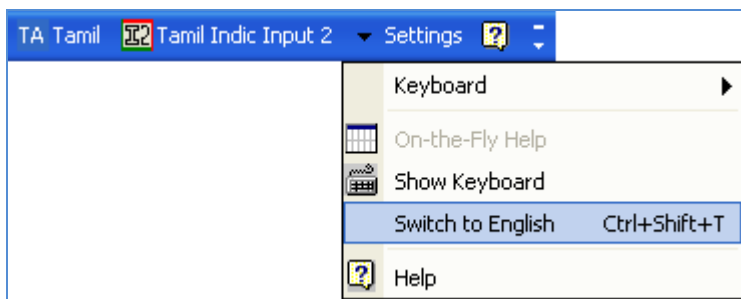 TA Tamil I2 Tamil Indic Input 2 Settings ?
Keyboard
On-the-Fly Help
Show Keyboard
Switch to English Ctrl+Shift+T
? Help